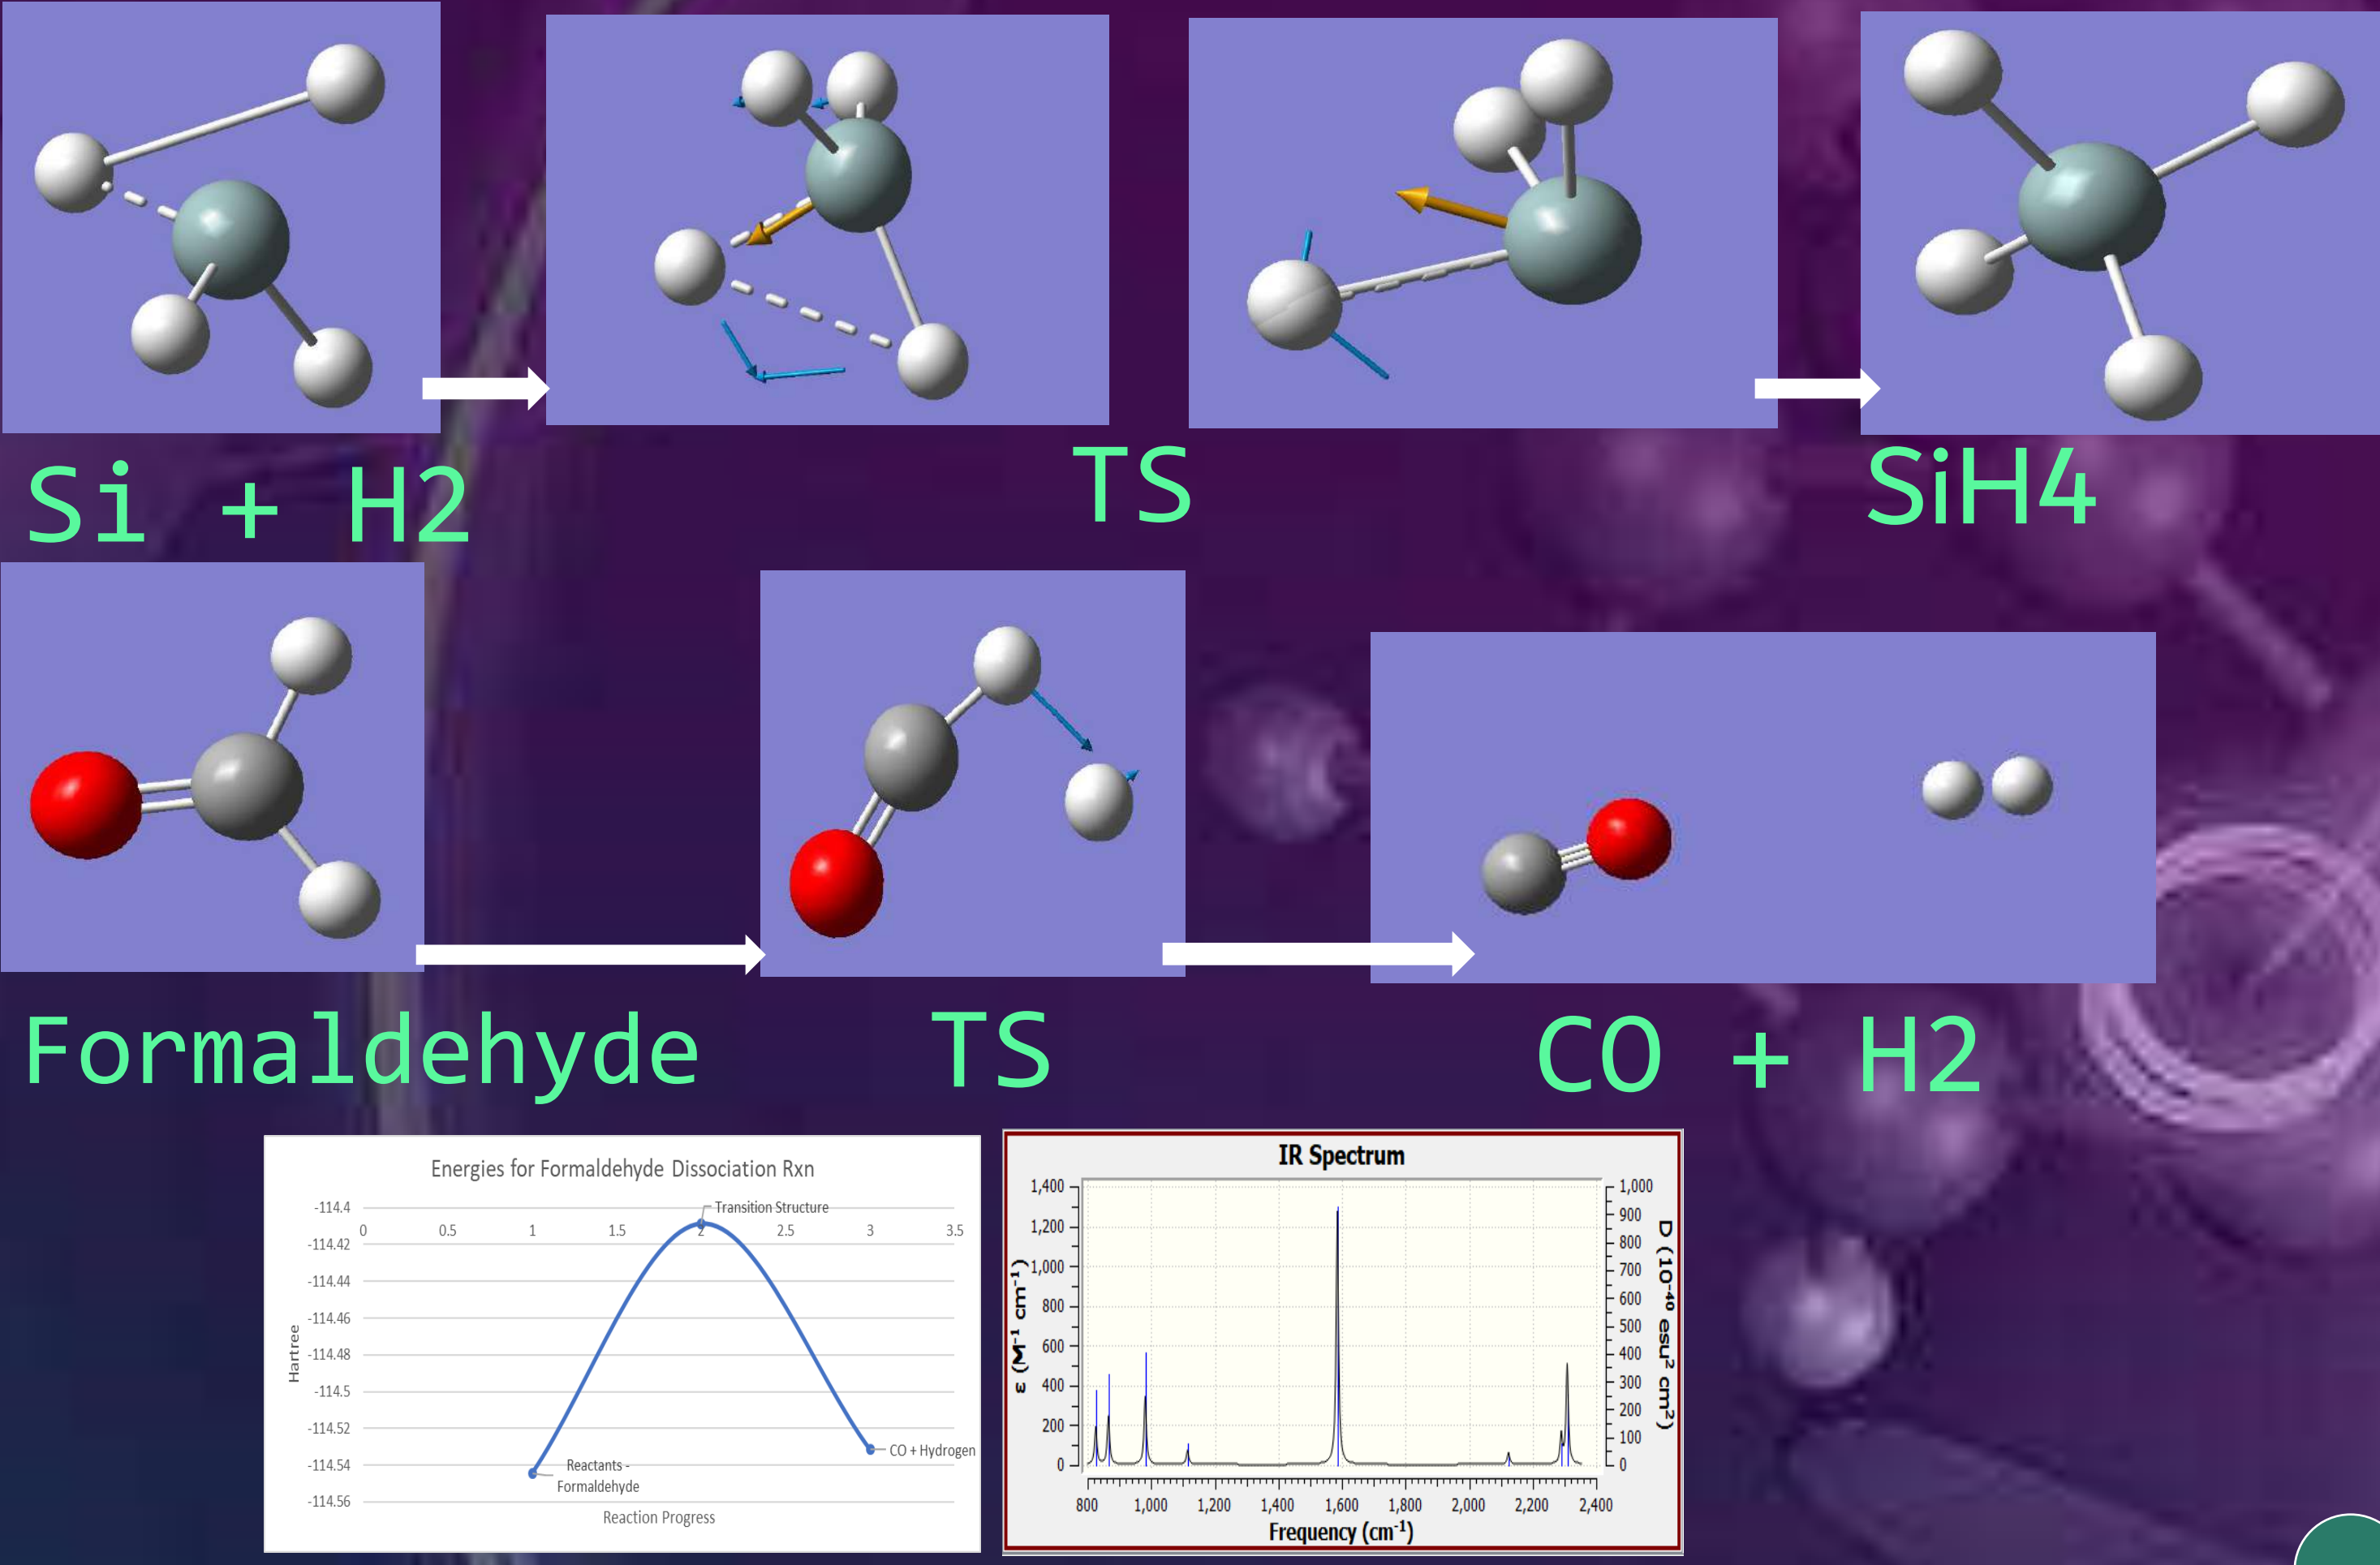 Si + H2
TS
SiH4
Formaldehyde
TS
CO + H2
Energies for Formaldehyde Dissociation Rxn
-114.4
-114.42
-114.44
-114.46
-114.48
-114.5
-114.52
-114.54
-114.56
0 0.5 1 1.5 2 2.5 3 3.5
Hartree
Reaction Progress
Transition Structure
Reactants -
Formaldehyde
CO + Hydrogen
IR Spectrum
1,400
1,200
1,000
800
600
400
200
0
ε (M⁻¹ cm⁻¹)
1,000
900
800
700
600
500
400
300
200
100
0
D (10⁻⁴⁰ esu² cm²)
800 1,000 1,200 1,400 1,600 1,800 2,000 2,200 2,400
Frequency (cm⁻¹)